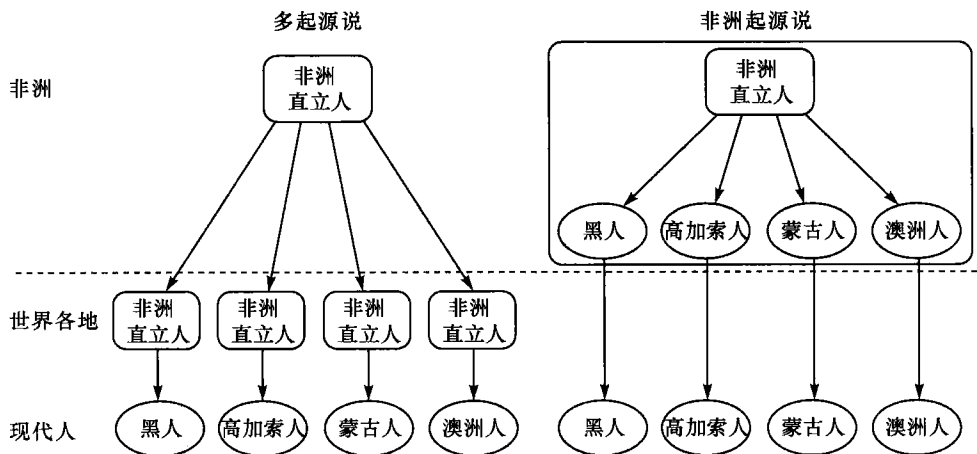 多起源说
非洲起源说
非洲
非洲
直立人
非洲
直立人
黑人
高加索人
蒙古人
澳洲人
世界各地
非洲
直立人
非洲
直立人
非洲
直立人
非洲
直立人
现代人
黑人
高加索人
蒙古人
澳洲人
黑人
高加索人
蒙古人
澳洲人